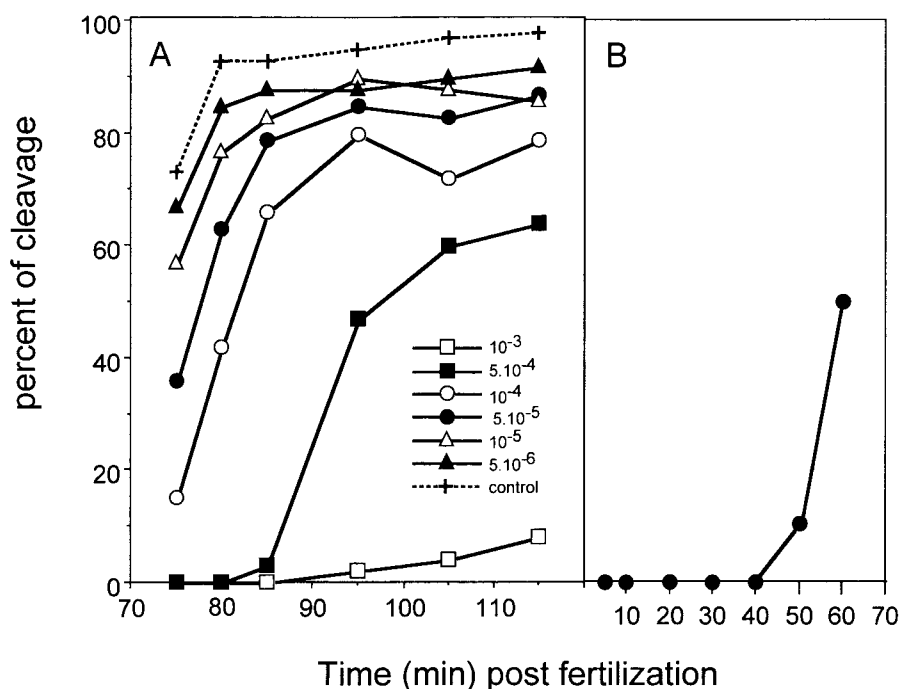 percent of cleavage
100
80
60
40
20
0
A
10⁻³
5.10⁻⁴
10⁻⁴
5.10⁻⁵
10⁻⁵
5.10⁻⁶
control
70 80 90 100 110
B
10 20 30 40 50 60 70
Time (min) post fertilization